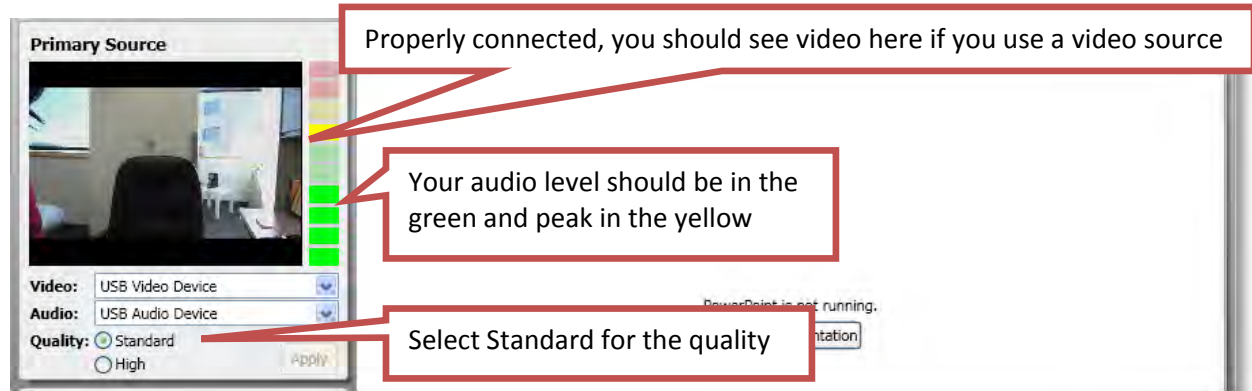 Primary Source
Properly connected, you should see video here if you use a video source
Your audio level should be in the
green and peak in the yellow
Video: USB Video Device
Audio: USB Audio Device
Quality: Standard
High
Apply
Select Standard for the quality
PowerPoint is not running.
ntation